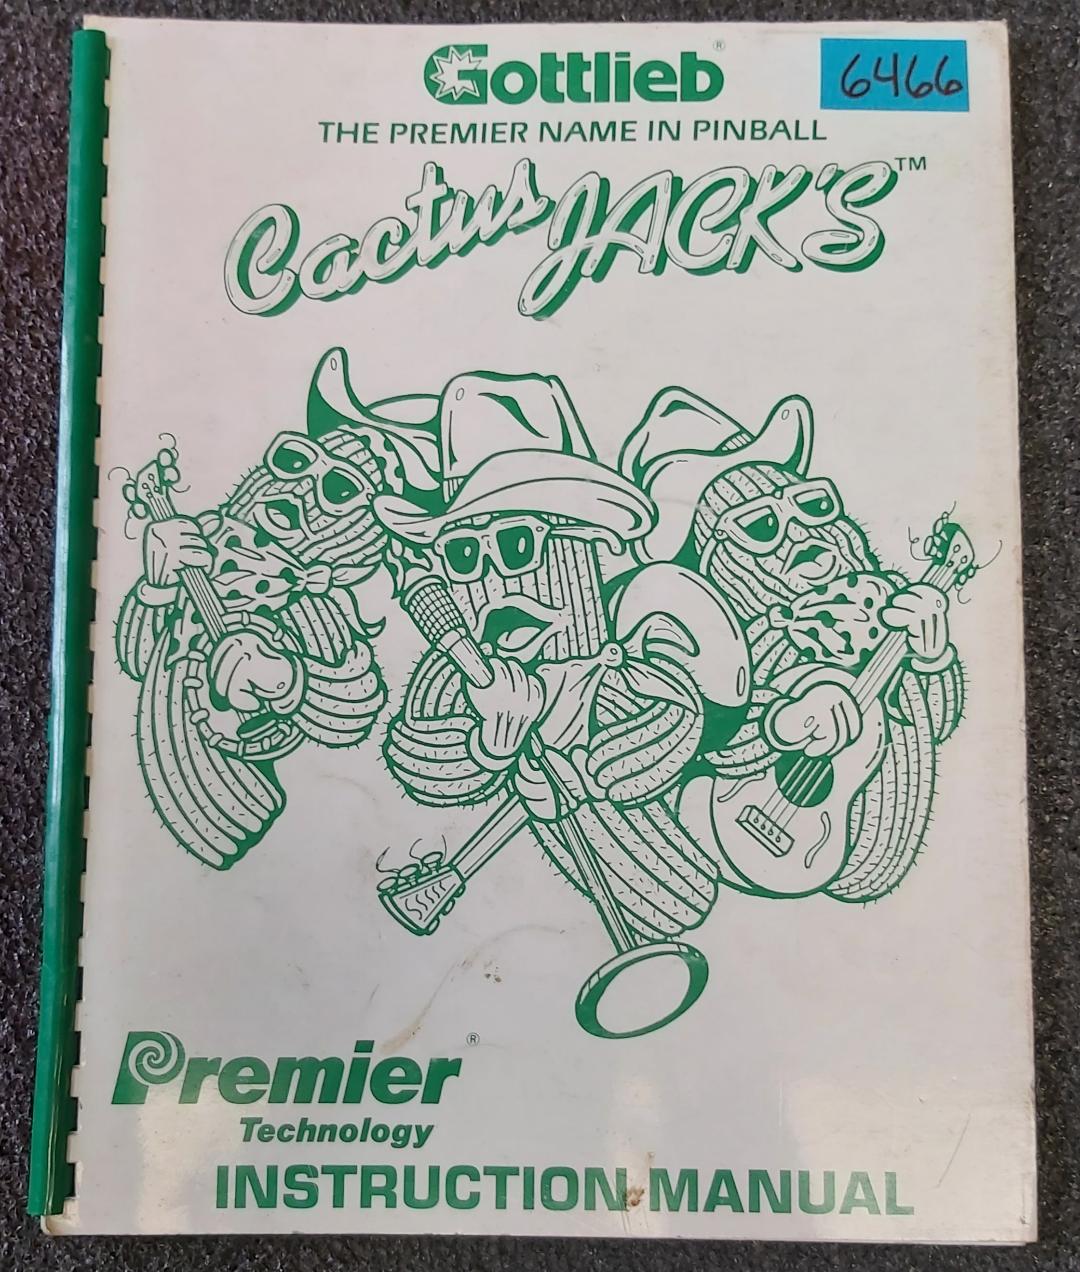 Gottlieb®
6466
THE PREMIER NAME IN PINBALL
Cactus JACK'S™
Premier®
Technology
INSTRUCTION MANUAL